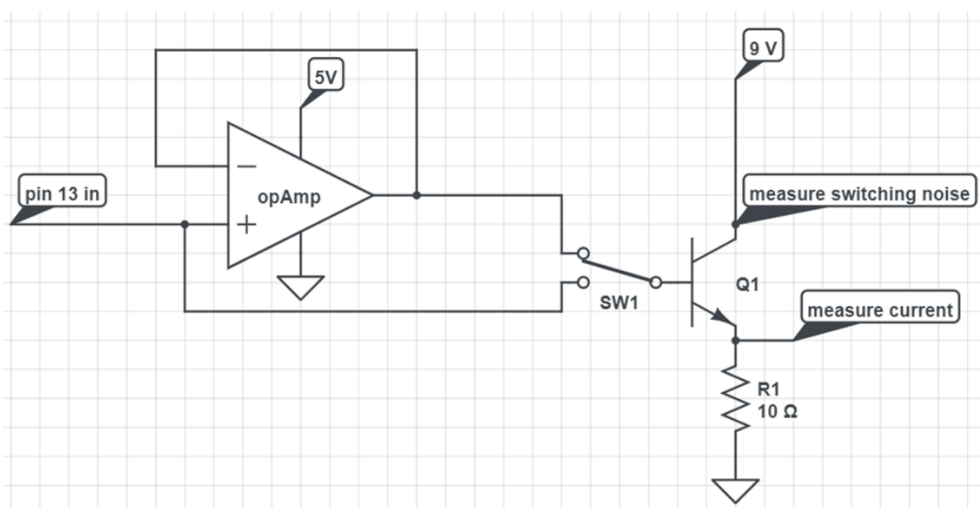 9 V
5V
pin 13 in
−
opAmp
+
measure switching noise
SW1
Q1
measure current
R1
10 Ω